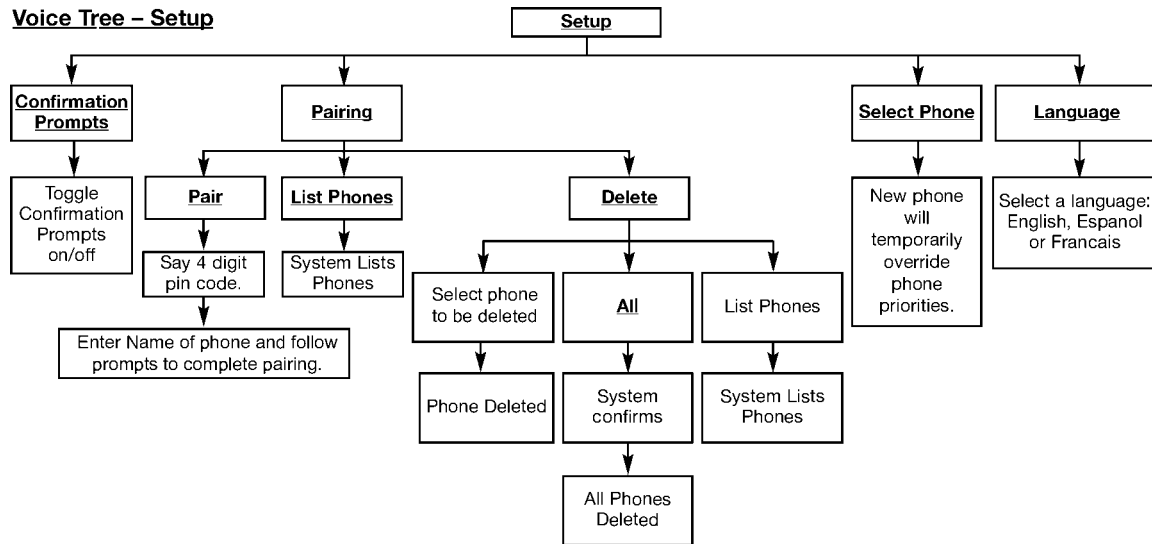 Voice Tree – Setup
Setup
Confirmation
Prompts
Pairing
Select Phone
Language
Toggle
Confirmation
Prompts
on/off
Pair
List Phones
Delete
New phone
will
temporarily
override
phone
priorities.
Select a language:
English, Espanol
or Francais
Say 4 digit
pin code.
System Lists
Phones
Select phone
to be deleted
All
List Phones
Enter Name of phone and follow
prompts to complete pairing.
Phone Deleted
System
confirms
System Lists
Phones
All Phones
Deleted